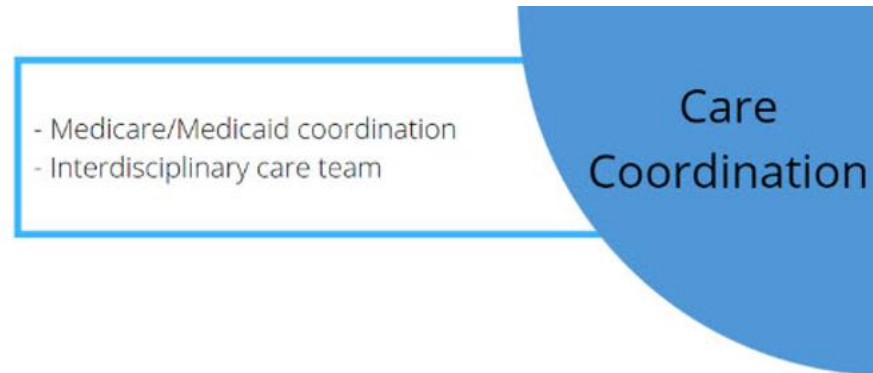 - Medicare/Medicaid coordination
- Interdisciplinary care team
Care
Coordination